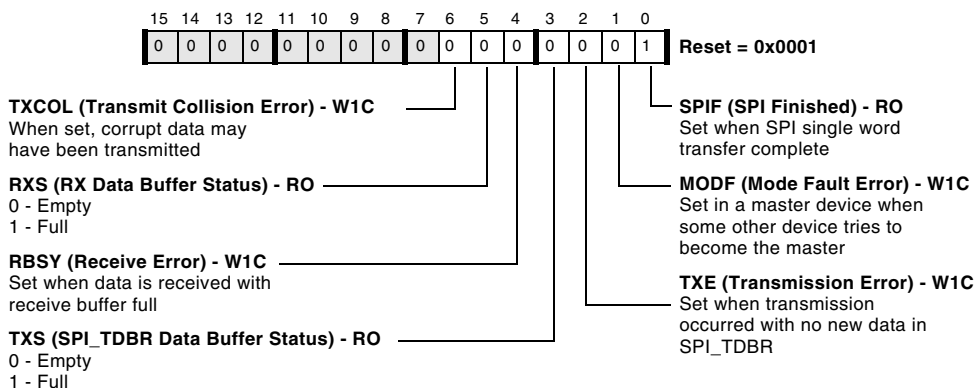 15 14 13 12 11 10 9 8 7 6 5 4 3 2 1 0
0 0 0 0 0 0 0 0 0 0 0 0 0 0 0 1 Reset = 0x0001
TXCOL (Transmit Collision Error) - W1C
When set, corrupt data may
have been transmitted
RXS (RX Data Buffer Status) - RO
0 - Empty
1 - Full
RBSY (Receive Error) - W1C
Set when data is received with
receive buffer full
TXS (SPI_TDBR Data Buffer Status) - RO
0 - Empty
1 - Full
SPIF (SPI Finished) - RO
Set when SPI single word
transfer complete
MODF (Mode Fault Error) - W1C
Set in a master device when
some other device tries to
become the master
TXE (Transmission Error) - W1C
Set when transmission
occurred with no new data in
SPI_TDBR